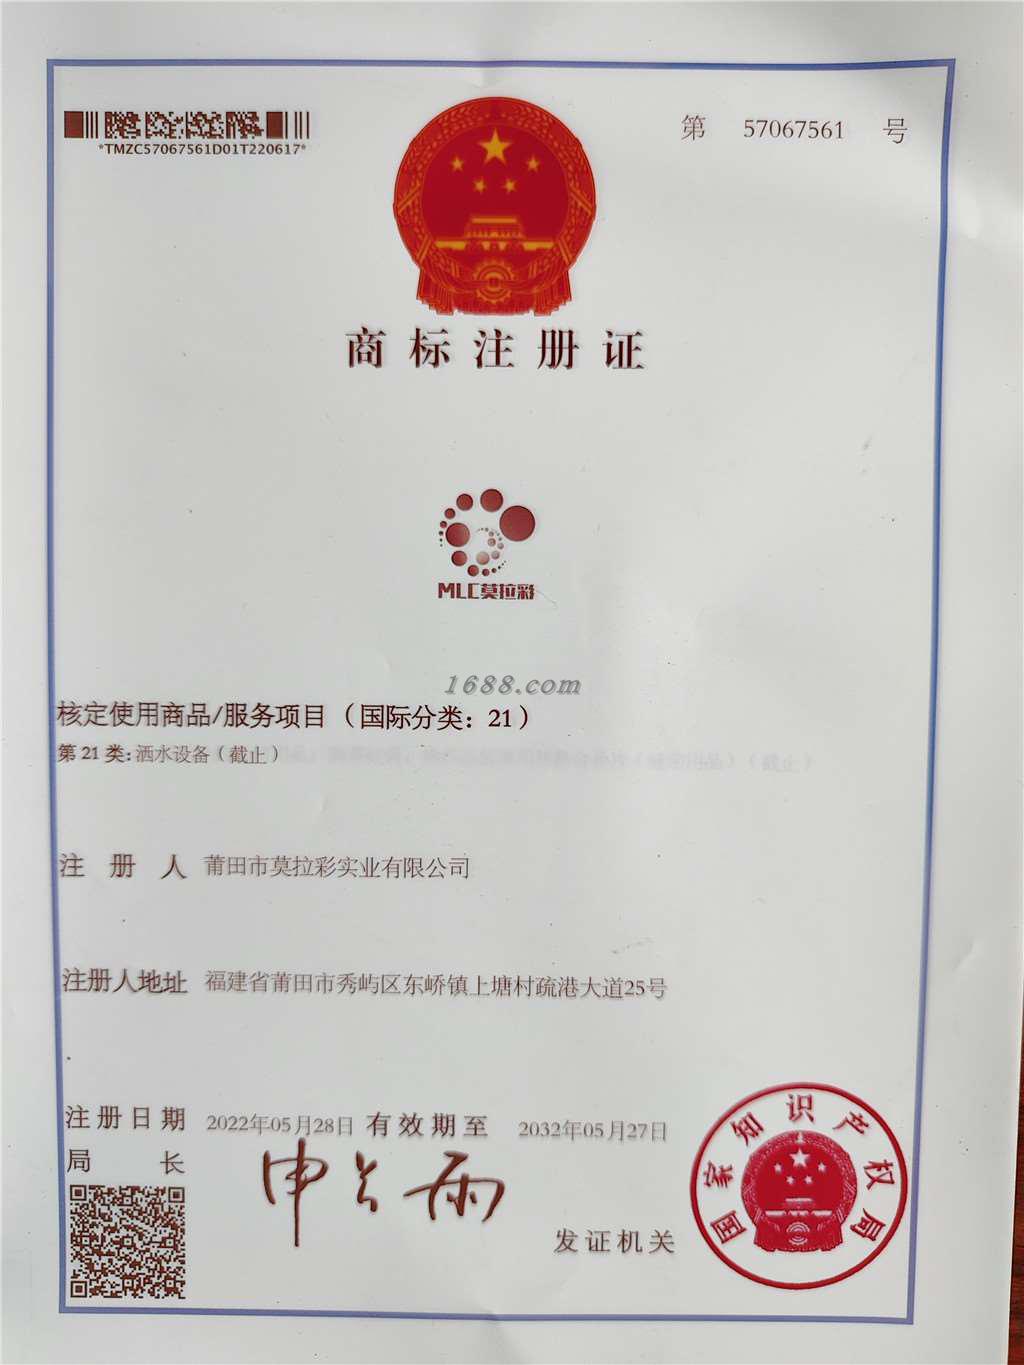 *TMZC57067561D01T220617*
第 57067561 号
商标注册证
MLC莫拉彩
1688.com
核定使用商品/服务项目（国际分类：21）
第 21 类：洒水设备（截止）
注册人 莆田市莫拉彩实业有限公司
注册人地址 福建省莆田市秀屿区东峤镇上塘村疏港大道25号
注册日期 2022年05月28日 有效期至 2032年05月27日
局长 申长雨
发证机关
国家知识产权局